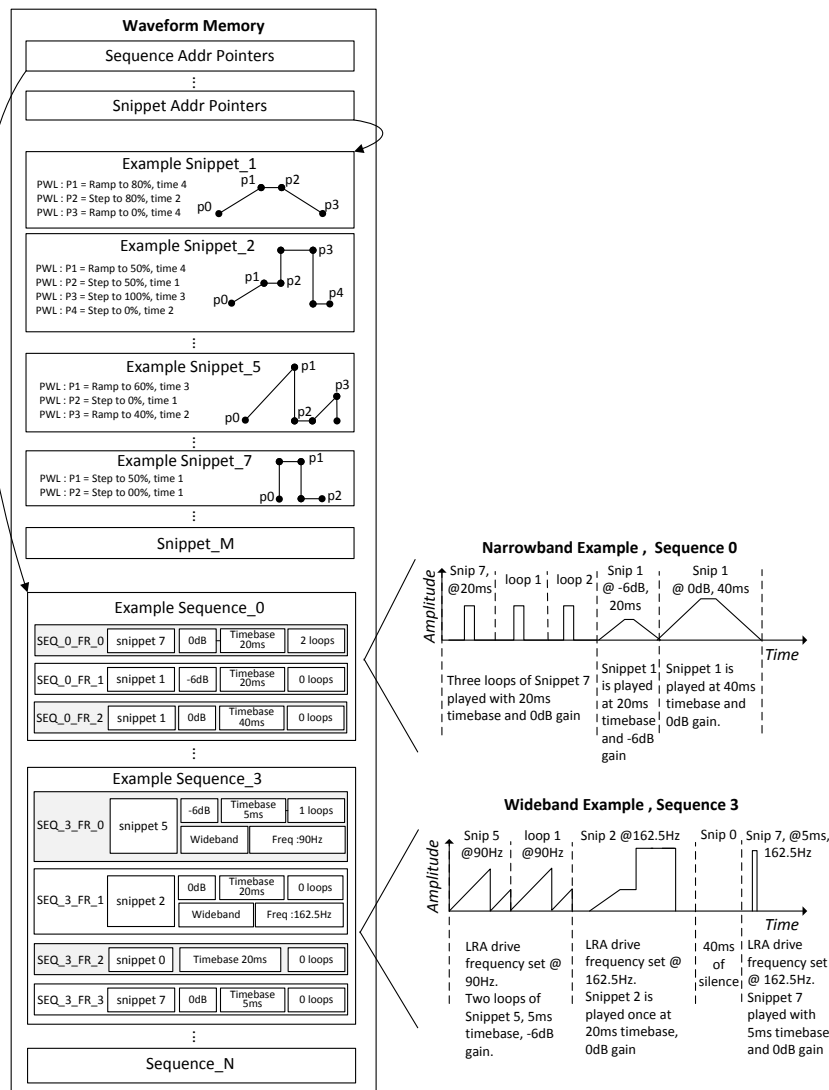 Waveform Memory
Sequence Addr Pointers
⋮
Snippet Addr Pointers
Example Snippet_1
PWL : P1 = Ramp to 80%, time 4
PWL : P2 = Step to 80%, time 2
PWL : P3 = Ramp to 0%, time 4
p0
p1
p2
p3
Example Snippet_2
PWL : P1 = Ramp to 50%, time 4
PWL : P2 = Step to 50%, time 1
PWL : P3 = Step to 100%, time 3
PWL : P4 = Step to 0%, time 2
p0
p1
p2
p3
p4
⋮
Example Snippet_5
PWL : P1 = Ramp to 60%, time 3
PWL : P2 = Step to 0%, time 1
PWL : P3 = Ramp to 40%, time 2
p0
p1
p2
p3
⋮
Example Snippet_7
PWL : P1 = Step to 50%, time 1
PWL : P2 = Step to 00%, time 1
p0
p1
p2
⋮
Snippet_M
Example Sequence_0
SEQ_0_FR_0 snippet 7 0dB Timebase 20ms 2 loops
SEQ_0_FR_1 snippet 1 -6dB Timebase 20ms 0 loops
SEQ_0_FR_2 snippet 1 0dB Timebase 40ms 0 loops
⋮
Example Sequence_3
SEQ_3_FR_0 snippet 5 -6dB Timebase 5ms 1 loops
Wideband Freq :90Hz
SEQ_3_FR_1 snippet 2 0dB Timebase 20ms 0 loops
Wideband Freq :162.5Hz
SEQ_3_FR_2 snippet 0 Timebase 20ms 0 loops
SEQ_3_FR_3 snippet 7 0dB Timebase 5ms 0 loops
⋮
Sequence_N
Narrowband Example , Sequence 0
Amplitude
Snip 7,
@20ms
loop 1
loop 2
Snip 1
@ -6dB,
20ms
Snip 1
@ 0dB, 40ms
Time
Three loops of Snippet 7
played with 20ms
timebase and 0dB gain
Snippet 1
is played
at 20ms
timebase
and -6dB
gain
Snippet 1 is
played at 40ms
timebase and
0dB gain.
Wideband Example , Sequence 3
Amplitude
Snip 5
@90Hz
loop 1
@90Hz
Snip 2 @162.5Hz
Snip 0
Snip 7, @5ms,
162.5Hz
Time
LRA drive
frequency set @
90Hz.
Two loops of
Snippet 5, 5ms
timebase, -6dB
gain.
LRA drive
frequency set @
162.5Hz.
Snippet 2 is
played once at
20ms timebase,
0dB gain
40ms
of
silence
LRA drive
frequency set
@ 162.5Hz.
Snippet 7
played with
5ms timebase
and 0dB gain